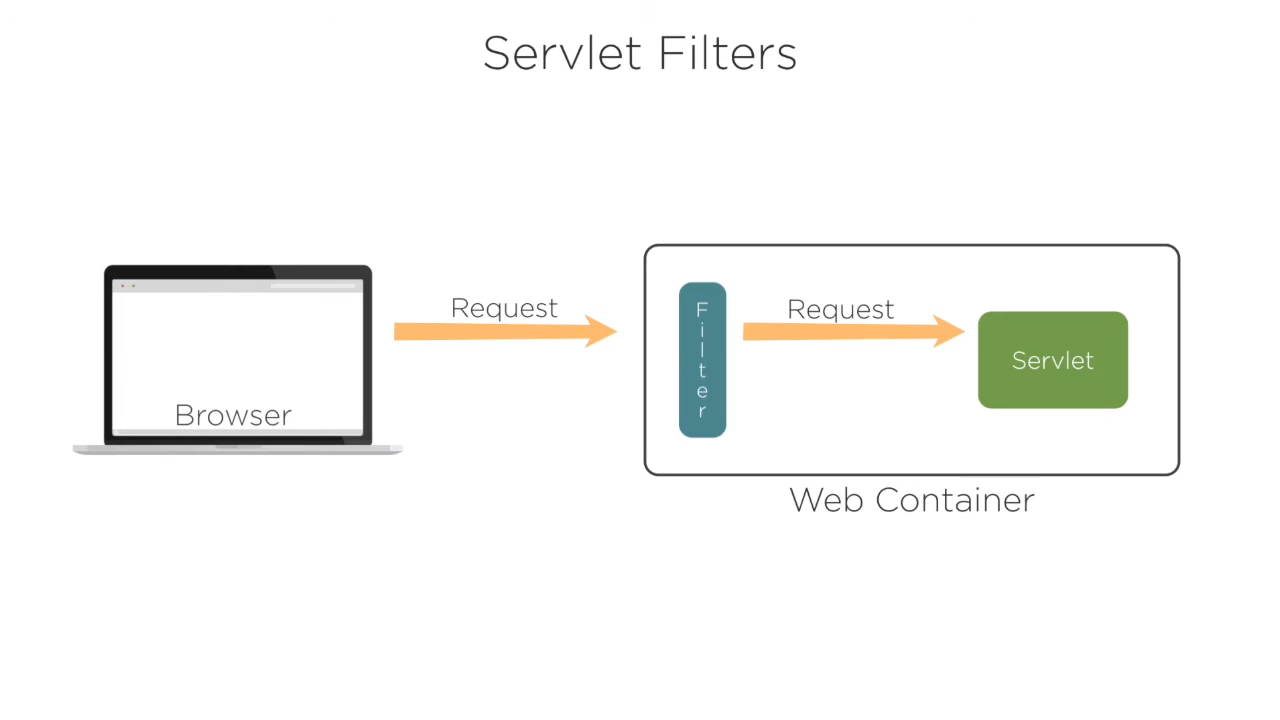 Servlet Filters
Browser
Request
Filter
Request
Servlet
Web Container